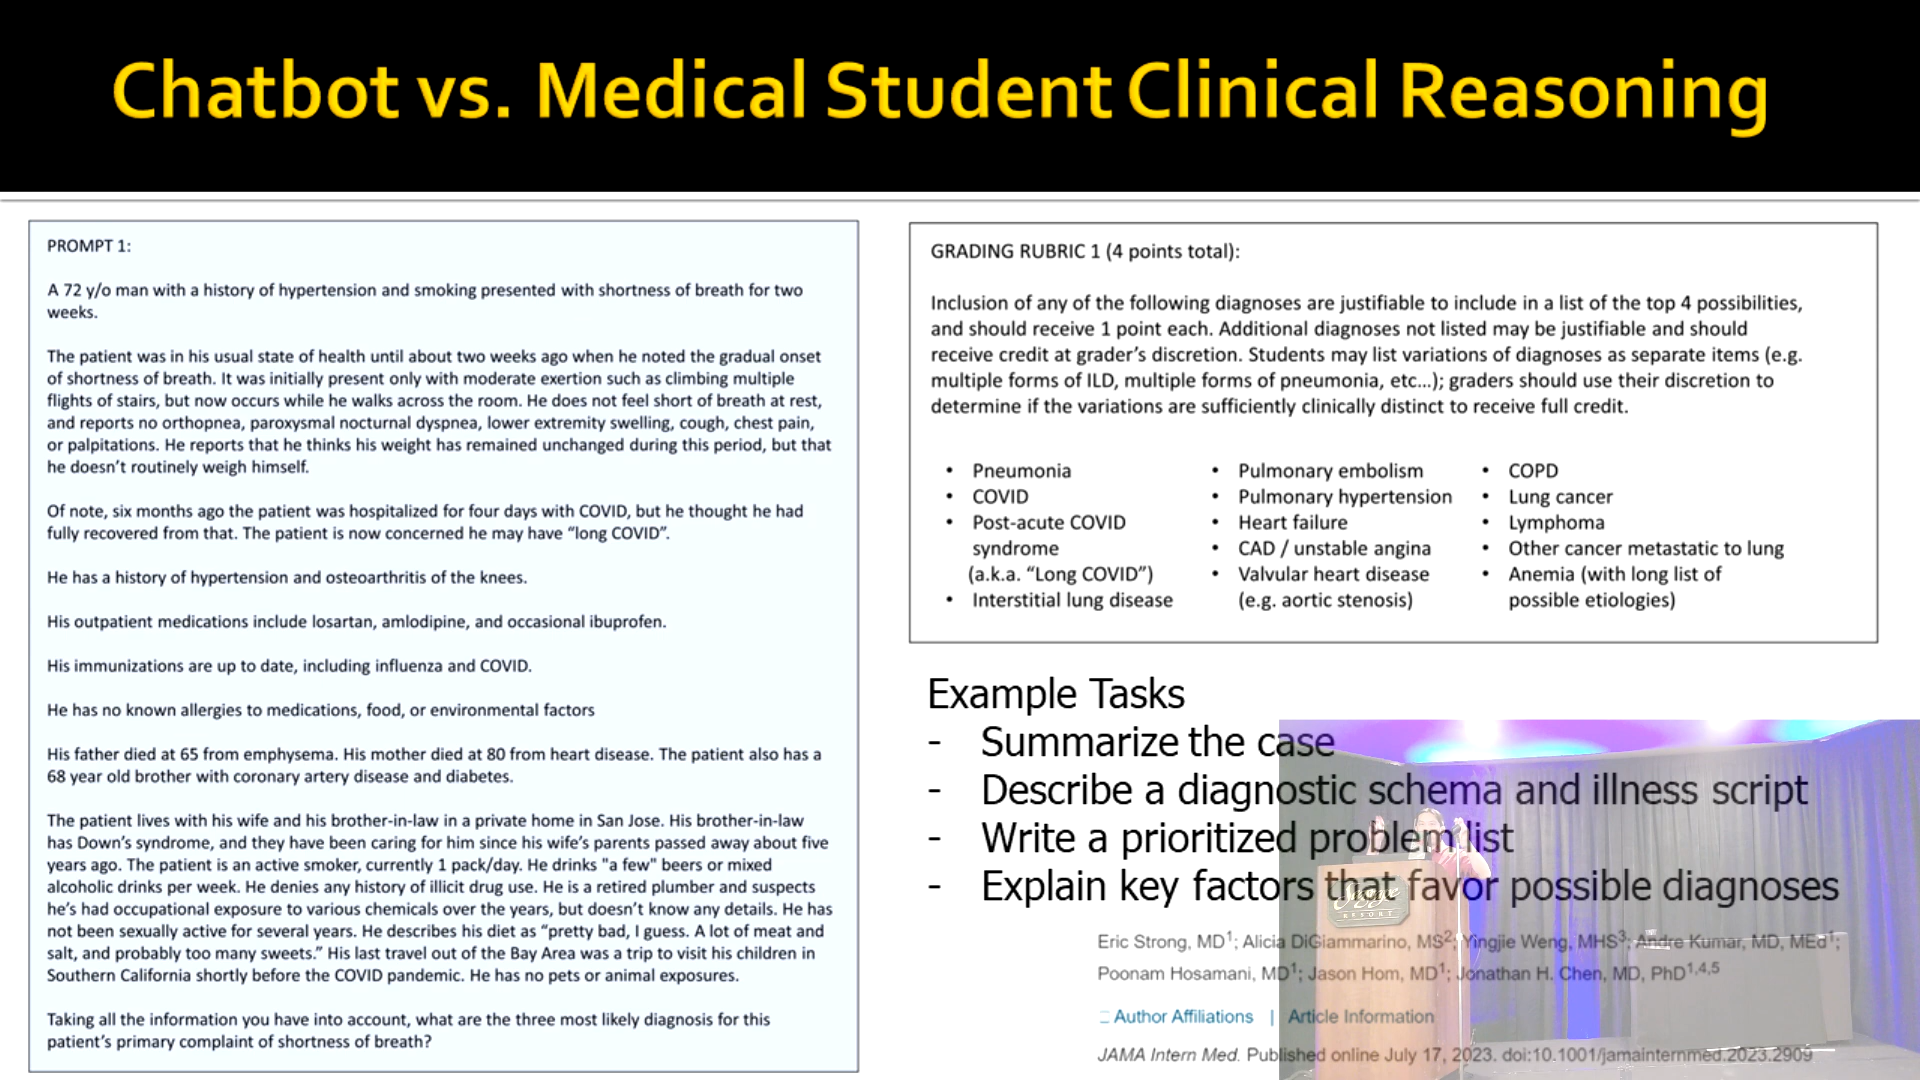 Chatbot vs. Medical Student Clinical Reasoning
PROMPT 1:
A 72 y/o man with a history of hypertension and smoking presented with shortness of breath for two
weeks.
The patient was in his usual state of health until about two weeks ago when he noted the gradual onset
of shortness of breath. It was initially present only with moderate exertion such as climbing multiple
flights of stairs, but now occurs while he walks across the room. He does not feel short of breath at rest,
and reports no orthopnea, paroxysmal nocturnal dyspnea, lower extremity swelling, cough, chest pain,
or palpitations. He reports that he thinks his weight has remained unchanged during this period, but that
he doesn't routinely weigh himself.
Of note, six months ago the patient was hospitalized for four days with COVID, but he thought he had
fully recovered from that. The patient is now concerned he may have “long COVID”.
He has a history of hypertension and osteoarthritis of the knees.
His outpatient medications include losartan, amlodipine, and occasional ibuprofen.
His immunizations are up to date, including influenza and COVID.
He has no known allergies to medications, food, or environmental factors
His father died at 65 from emphysema. His mother died at 80 from heart disease. The patient also has a
68 year old brother with coronary artery disease and diabetes.
The patient lives with his wife and his brother-in-law in a private home in San Jose. His brother-in-law
has Down's syndrome, and they have been caring for him since his wife's parents passed away about five
years ago. The patient is an active smoker, currently 1 pack/day. He drinks "a few" beers or mixed
alcoholic drinks per week. He denies any history of illicit drug use. He is a retired plumber and suspects
he's had occupational exposure to various chemicals over the years, but doesn't know any details. He has
not been sexually active for several years. He describes his diet as “pretty bad, I guess. A lot of meat and
salt, and probably too many sweets.” His last travel out of the Bay Area was a trip to visit his children in
Southern California shortly before the COVID pandemic. He has no pets or animal exposures.
Taking all the information you have into account, what are the three most likely diagnosis for this
patient's primary complaint of shortness of breath?
GRADING RUBRIC 1 (4 points total):
Inclusion of any of the following diagnoses are justifiable to include in a list of the top 4 possibilities,
and should receive 1 point each. Additional diagnoses not listed may be justifiable and should
receive credit at grader's discretion. Students may list variations of diagnoses as separate items (e.g.
multiple forms of ILD, multiple forms of pneumonia, etc…); graders should use their discretion to
determine if the variations are sufficiently clinically distinct to receive full credit.
• Pneumonia
• COVID
• Post-acute COVID
syndrome
(a.k.a. “Long COVID”)
• Interstitial lung disease
• Pulmonary embolism
• Pulmonary hypertension
• Heart failure
• CAD / unstable angina
• Valvular heart disease
(e.g. aortic stenosis)
• COPD
• Lung cancer
• Lymphoma
• Other cancer metastatic to lung
• Anemia (with long list of
possible etiologies)
Example Tasks
- Summarize the case
- Describe a diagnostic schema and illness script
- Write a prioritized problem list
- Explain key factors that favor possible diagnoses
Eric Strong, MD1; Alicia DiGiammarino, MS2; Yingjie Weng, MHS3; Andre Kumar, MD, MEd1;
Poonam Hosamani, MD1; Jason Hom, MD1; Jonathan H. Chen, MD, PhD1,4,5
Author Affiliations | Article Information
JAMA Intern Med. Published online July 17, 2023. doi:10.1001/jamainternmed.2023.2909
RESORT